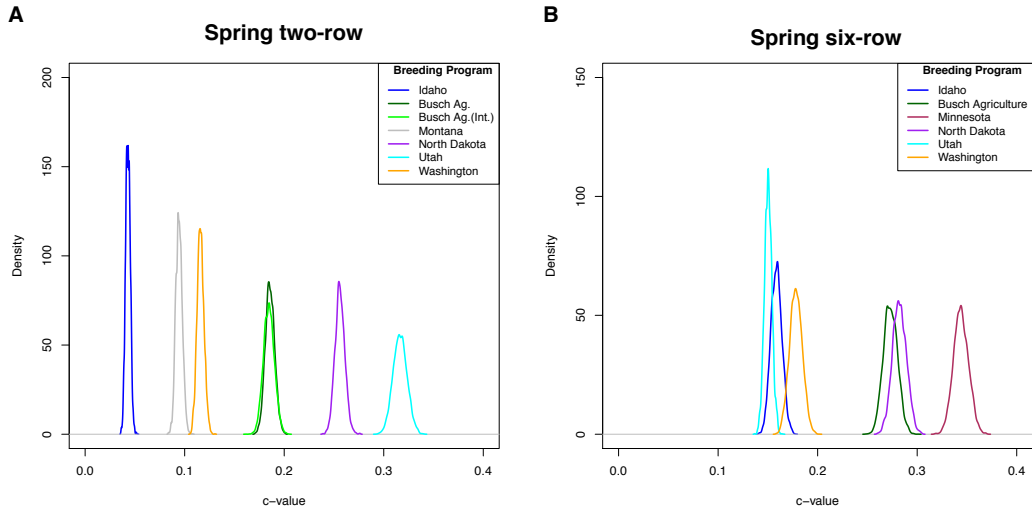 A
Spring two-row
Density
200
150
100
50
0
0.0 0.1 0.2 0.3 0.4
c-value
Breeding Program
Idaho
Busch Ag.
Busch Ag.(Int.)
Montana
North Dakota
Utah
Washington
B
Spring six-row
Density
150
100
50
0
0.0 0.1 0.2 0.3 0.4
c-value
Breeding Program
Idaho
Busch Agriculture
Minnesota
North Dakota
Utah
Washington